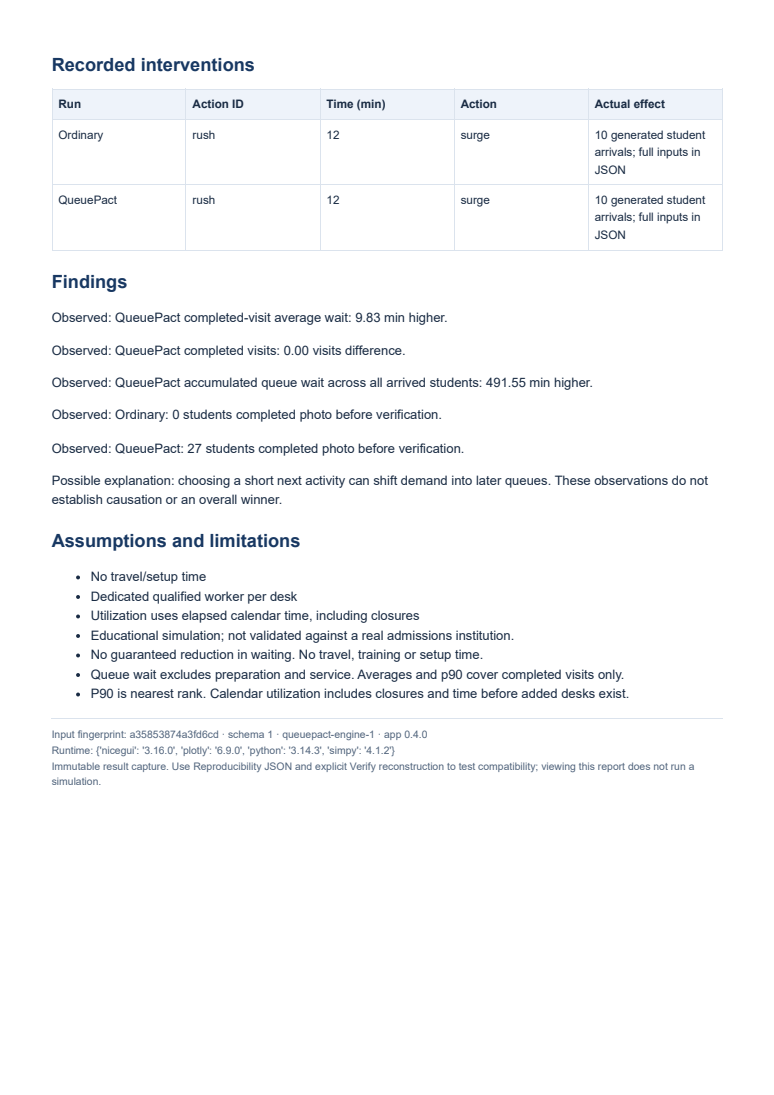 Recorded interventions
Run Action ID Time (min) Action Actual effect
Ordinary rush 12 surge 10 generated student
arrivals; full inputs in
JSON
QueuePact rush 12 surge 10 generated student
arrivals; full inputs in
JSON
Findings
Observed: QueuePact completed-visit average wait: 9.83 min higher.
Observed: QueuePact completed visits: 0.00 visits difference.
Observed: QueuePact accumulated queue wait across all arrived students: 491.55 min higher.
Observed: Ordinary: 0 students completed photo before verification.
Observed: QueuePact: 27 students completed photo before verification.
Possible explanation: choosing a short next activity can shift demand into later queues. These observations do not
establish causation or an overall winner.
Assumptions and limitations
• No travel/setup time
• Dedicated qualified worker per desk
• Utilization uses elapsed calendar time, including closures
• Educational simulation; not validated against a real admissions institution.
• No guaranteed reduction in waiting. No travel, training or setup time.
• Queue wait excludes preparation and service. Averages and p90 cover completed visits only.
• P90 is nearest rank. Calendar utilization includes closures and time before added desks exist.
Input fingerprint: a35853874a3fd6cd · schema 1 · queuepact-engine-1 · app 0.4.0
Runtime: {'nicegui': '3.16.0', 'plotly': '6.9.0', 'python': '3.14.3', 'simpy': '4.1.2'}
Immutable result capture. Use Reproducibility JSON and explicit Verify reconstruction to test compatibility; viewing this report does not run a
simulation.